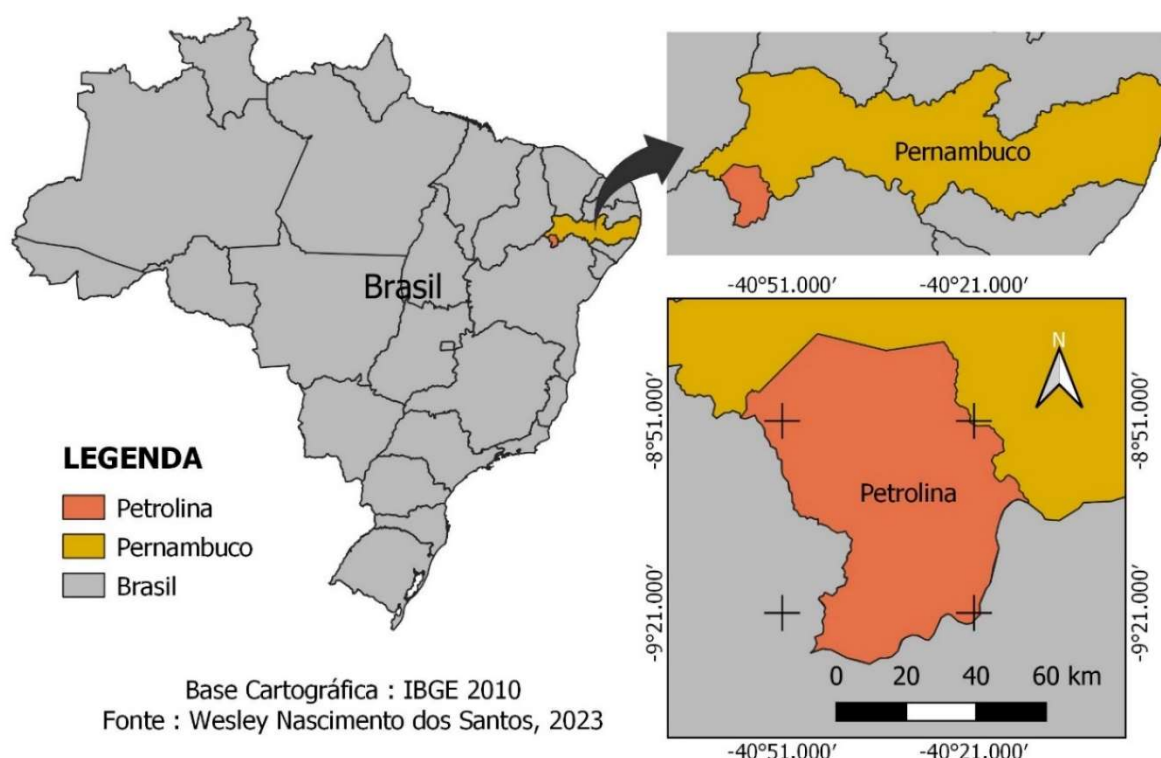 Brasil
LEGENDA
Petrolina
Pernambuco
Brasil
Base Cartográfica : IBGE 2010
Fonte : Wesley Nascimento dos Santos, 2023
Pernambuco
-40°51.000′ -40°21.000′
N
-8°51.000′ -8°51.000′
Petrolina
-9°21.000′ -9°21.000′
0 20 40 60 km
-40°51.000′ -40°21.000′